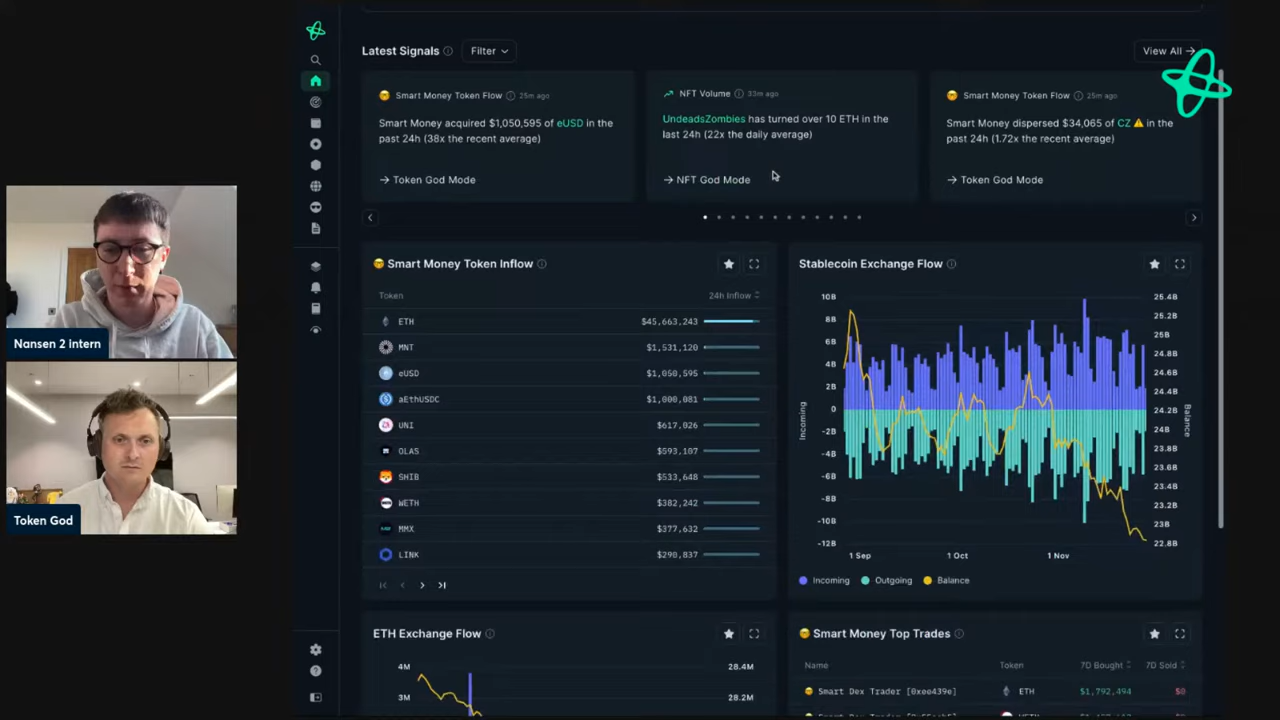 Latest Signals
Filter
View All →
Smart Money Token Flow
25m ago
Smart Money acquired $1,050,595 of eUSD in the
past 24h (38x the recent average)
→ Token God Mode
NFT Volume
33m ago
UndeadsZombies has turned over 10 ETH in the
last 24h (22x the daily average)
→ NFT God Mode
Smart Money Token Flow
25m ago
Smart Money dispersed $34,065 of CZ ⚠ in the
past 24h (1.72x the recent average)
→ Token God Mode
Nansen 2 Intern
Token God
Smart Money Token Inflow
Token 24h Inflow
ETH $45,663,243
MNT $1,531,120
eUSD $1,050,595
aEthUSDC $1,000,081
UNI $617,026
OLAS $593,107
SHIB $533,648
WETH $382,242
MMX $377,632
LINK $290,837
Stablecoin Exchange Flow
10B
8B
6B
4B
2B
0
-2B
-4B
-6B
-8B
-10B
-12B
Incoming
25.4B
25.2B
25B
24.8B
24.6B
24.4B
24.2B
24B
23.8B
23.6B
23.4B
23.2B
23B
22.8B
Balance
1 Sep 1 Oct 1 Nov
Incoming Outgoing Balance
ETH Exchange Flow
4M
3M
28.4M
28.2M
Smart Money Top Trades
Name Token 7D Bought 7D Sold
Smart Dex Trader [0xee439e] ETH $1,792,494 $0